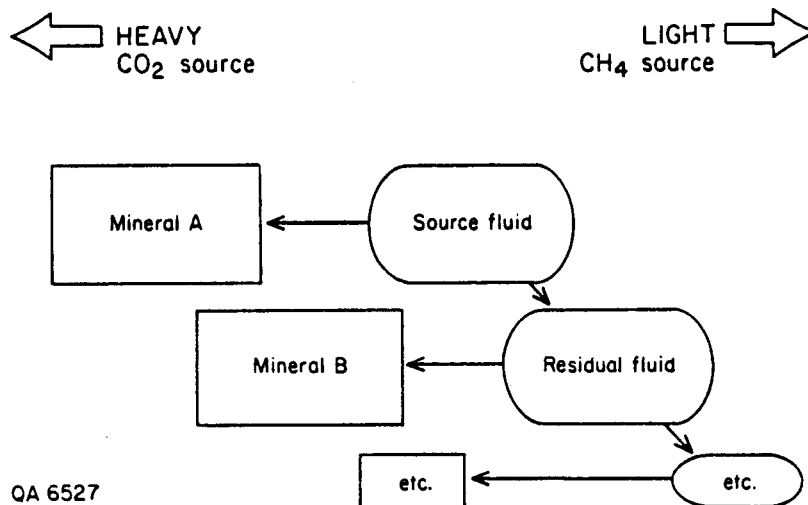 HEAVY
CO2 source
LIGHT
CH4 source
Mineral A
Source fluid
Mineral B
Residual fluid
etc.
etc.
QA 6527